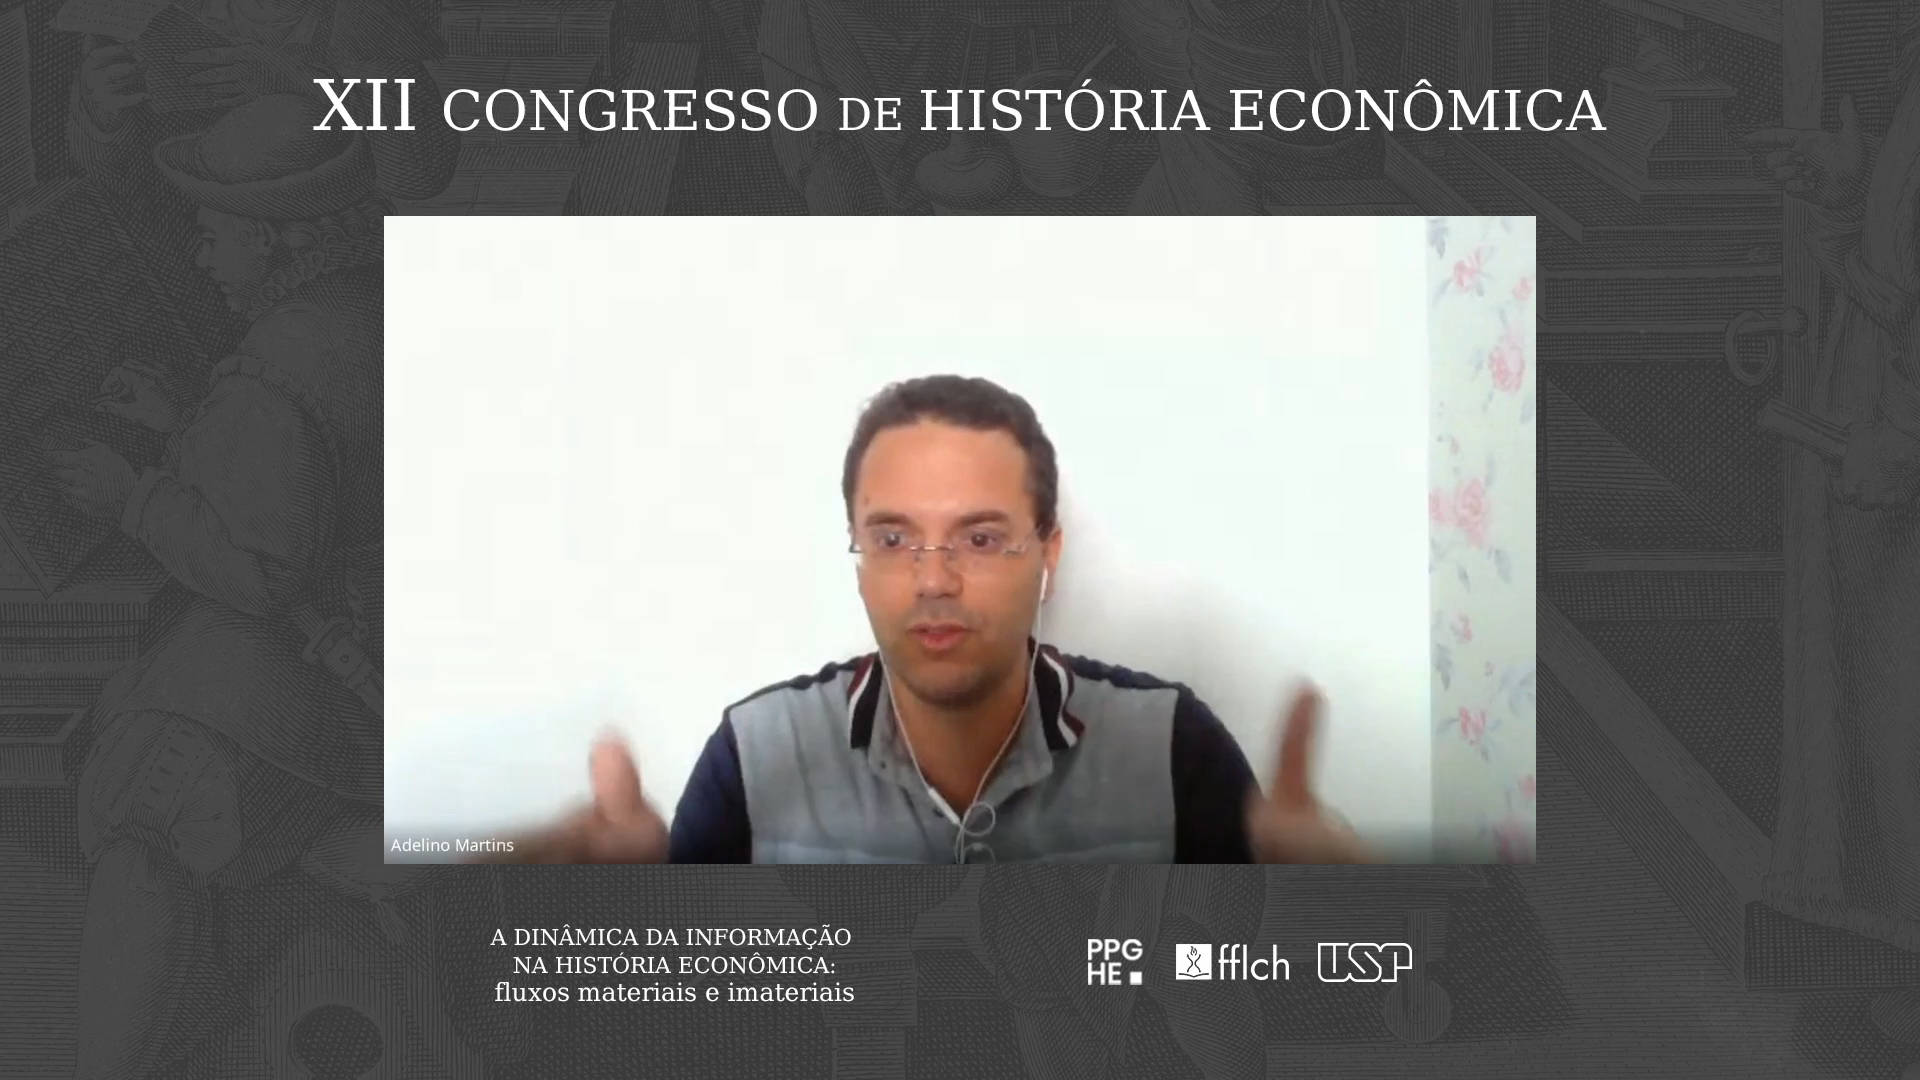 XII CONGRESSO DE HISTÓRIA ECONÔMICA
Adelino Martins
A DINÂMICA DA INFORMAÇÃO
NA HISTÓRIA ECONÔMICA:
fluxos materiais e imateriais
PPG
HE
fflch
USP